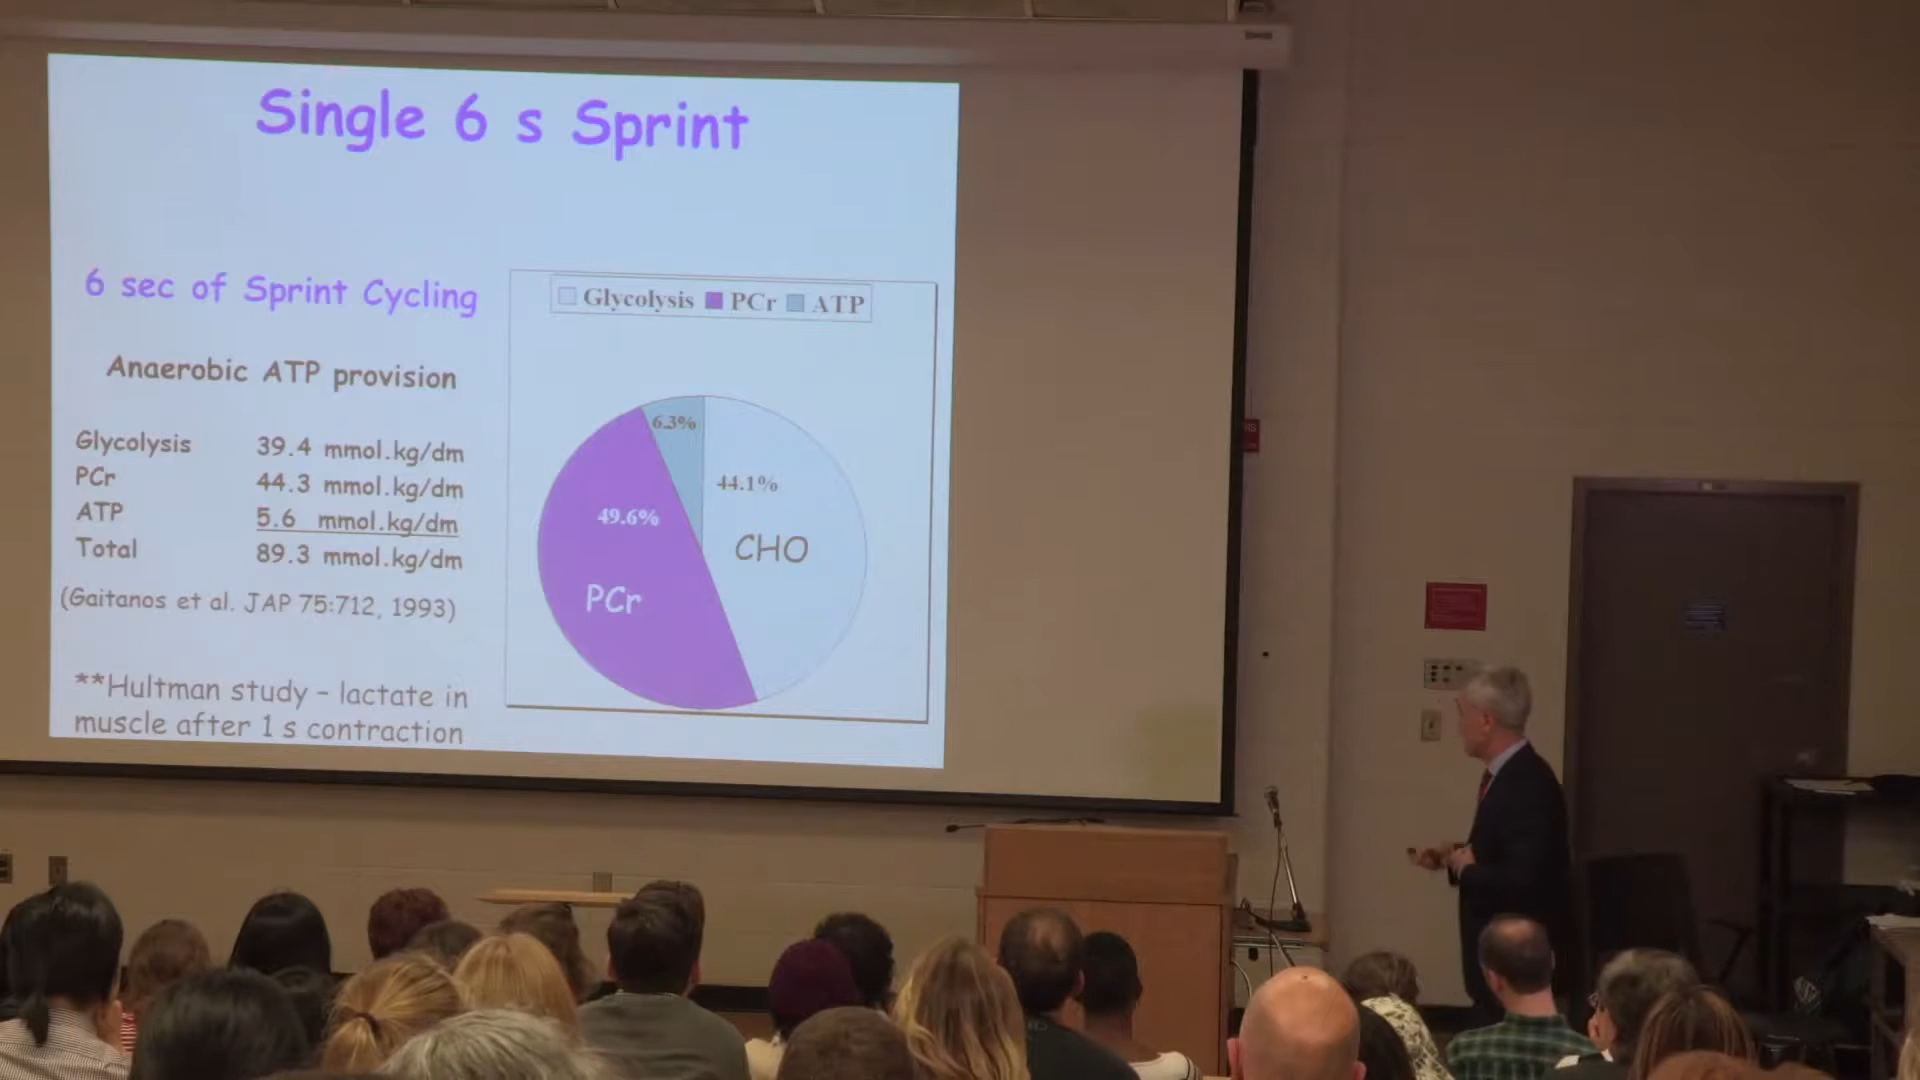 Single 6 s Sprint
6 sec of Sprint Cycling
Anaerobic ATP provision
Glycolysis 39.4 mmol.kg/dm
PCr 44.3 mmol.kg/dm
ATP 5.6 mmol.kg/dm
Total 89.3 mmol.kg/dm
(Gaitanos et al. JAP 75:712, 1993)
**Hultman study – lactate in
muscle after 1 s contraction
Glycolysis PCr ATP
6.3%
44.1%
49.6%
CHO
PCr